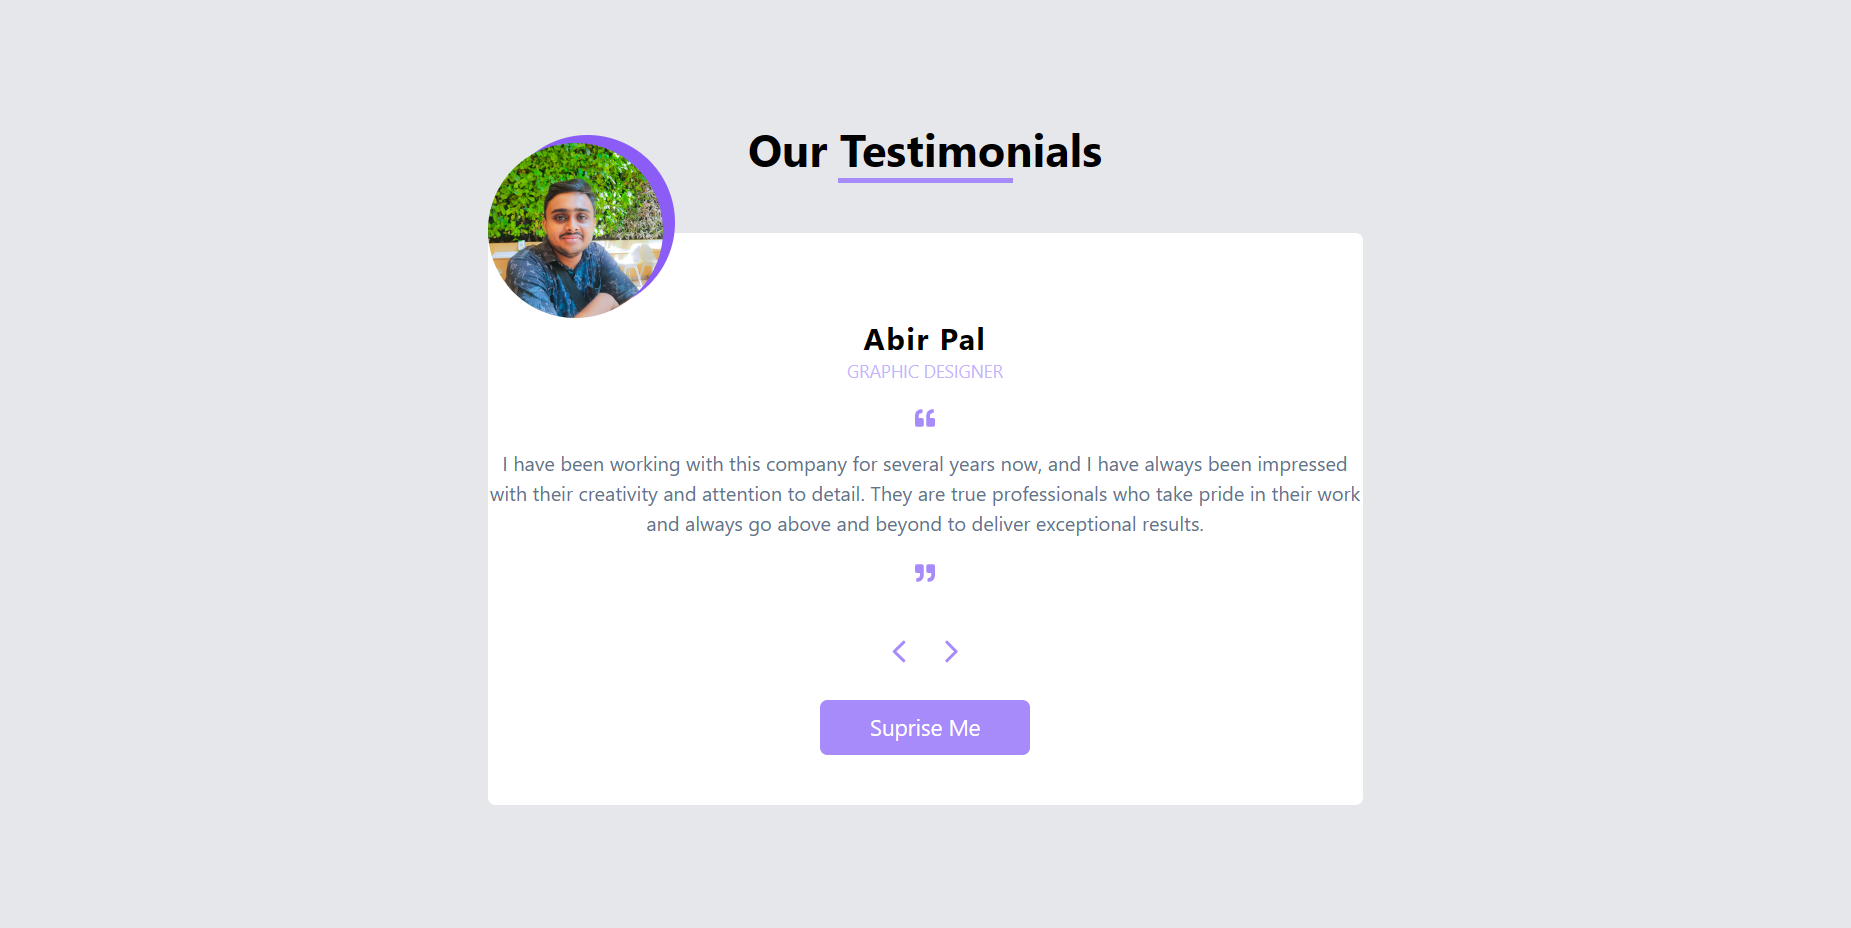 Our Testimonials
Abir Pal
GRAPHIC DESIGNER
“
I have been working with this company for several years now, and I have always been impressed
with their creativity and attention to detail. They are true professionals who take pride in their work
and always go above and beyond to deliver exceptional results.
”
Suprise Me